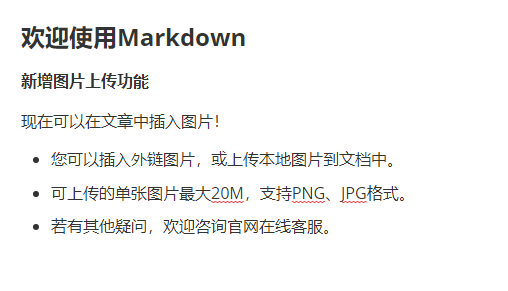 欢迎使用Markdown
新增图片上传功能
现在可以在文章中插入图片！
您可以插入外链图片，或上传本地图片到文档中。
可上传的单张图片最大20M，支持PNG、JPG格式。
若有其他疑问，欢迎咨询官网在线客服。